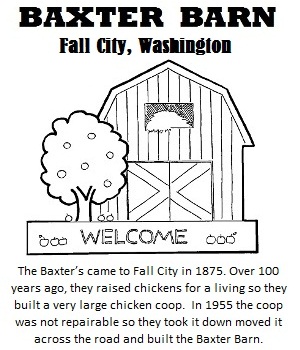 BAXTER BARN
Fall City, Washington
WELCOME
The Baxter's came to Fall City in 1875. Over 100
years ago, they raised chickens for a living so they
built a very large chicken coop.  In 1955 the coop
was not repairable so they took it down moved it
across the road and built the Baxter Barn.